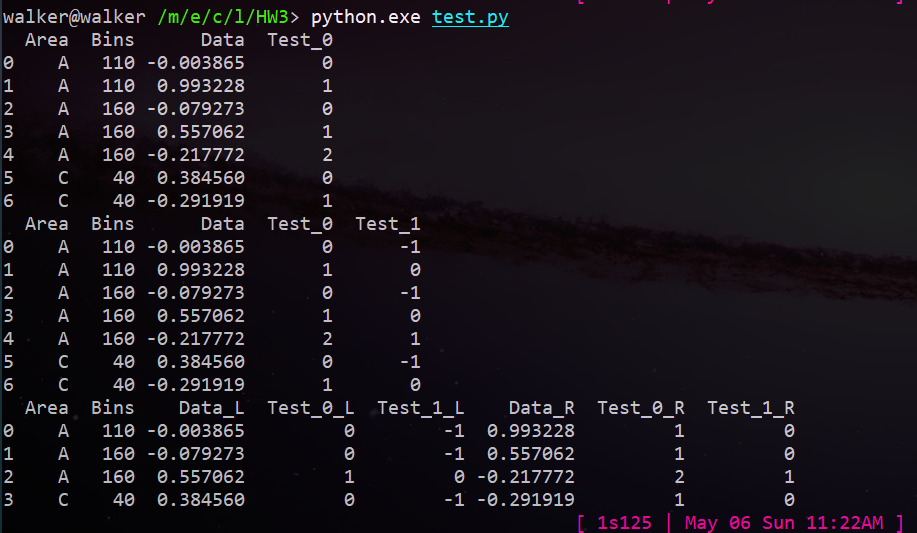 walker@walker /m/e/c/l/HW3> python.exe test.py
  Area  Bins      Data  Test_0
0    A   110 -0.003865       0
1    A   110  0.993228       1
2    A   160 -0.079273       0
3    A   160  0.557062       1
4    A   160 -0.217772       2
5    C    40  0.384560       0
6    C    40 -0.291919       1
  Area  Bins      Data  Test_0  Test_1
0    A   110 -0.003865       0      -1
1    A   110  0.993228       1       0
2    A   160 -0.079273       0      -1
3    A   160  0.557062       1       0
4    A   160 -0.217772       2       1
5    C    40  0.384560       0      -1
6    C    40 -0.291919       1       0
  Area  Bins    Data_L  Test_0_L  Test_1_L    Data_R  Test_0_R  Test_1_R
0    A   110 -0.003865         0        -1  0.993228         1         0
1    A   160 -0.079273         0        -1  0.557062         1         0
2    A   160  0.557062         1         0 -0.217772         2         1
3    C    40  0.384560         0        -1 -0.291919         1         0
[ 1s125 | May 06 Sun 11:22AM ]